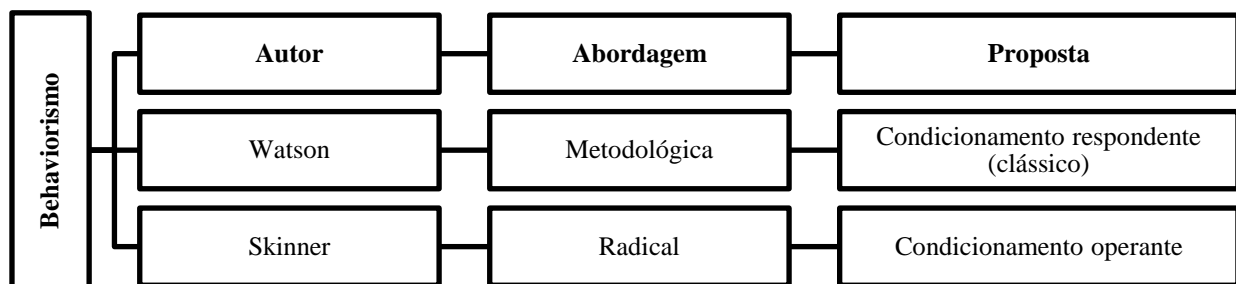 Behaviorismo
Autor
Abordagem
Proposta
Watson
Metodológica
Condicionamento respondente
(clássico)
Skinner
Radical
Condicionamento operante